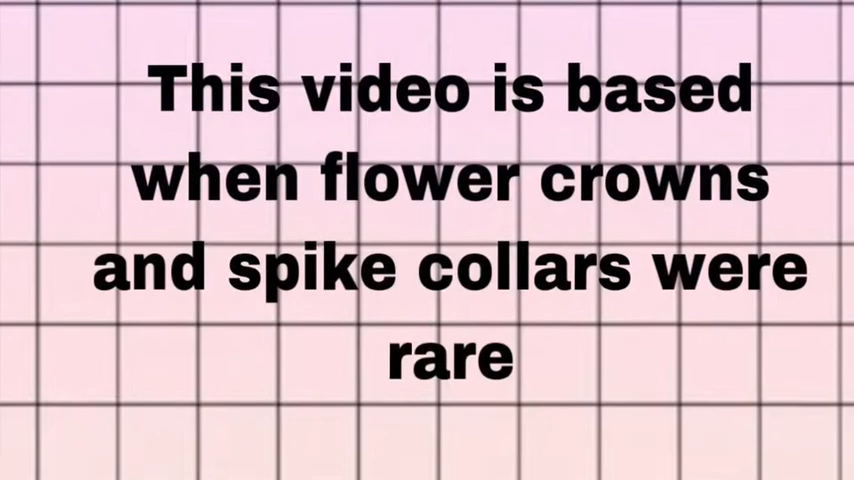 This video is based
when flower crowns
and spike collars were
rare